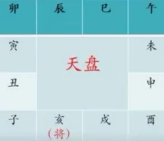 卯 辰 巳 午
寅 未
天盘
丑 申
子 亥 戌 酉
(将)